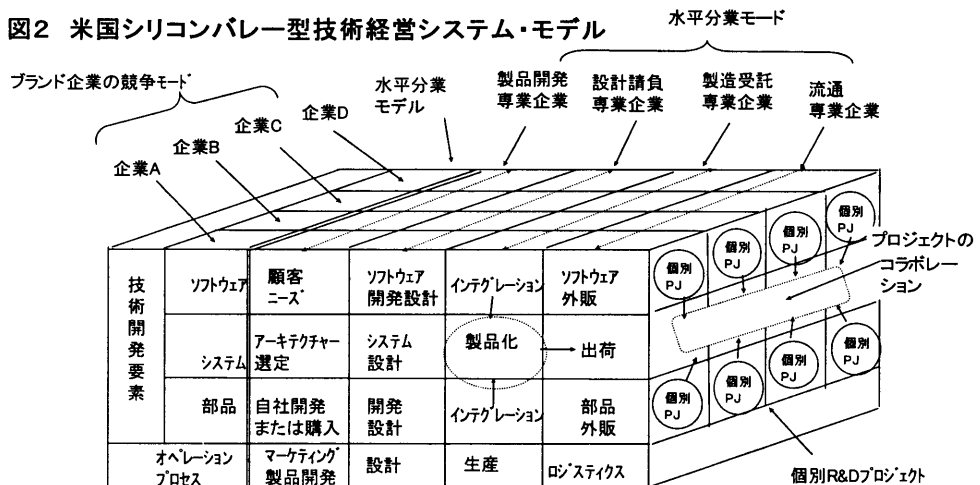 図2 米国シリコンバレー型技術経営システム・モデル
水平分業モード
ブランド企業の競争モード
企業A
企業B
企業C
企業D
水平分業
モデル
製品開発
専業企業
設計請負
専業企業
製造受託
専業企業
流通
専業企業
技術開発要素
ソフトウェア
顧客
ニーズ
ソフトウェア
開発設計
インテグレーション
ソフトウェア
外販
システム
アーキテクチャー
選定
システム
設計
製品化
出荷
部品
自社開発
または購入
開発
設計
インテグレーション
部品
外販
オペレーション
プロセス
マーケティング
製品開発
設計
生産
ロジスティクス
個別
PJ
個別
PJ
個別
PJ
個別
PJ
個別
PJ
個別
PJ
個別
PJ
個別
PJ
プロジェクトの
コラボレー
ション
個別R&Dプロジェクト